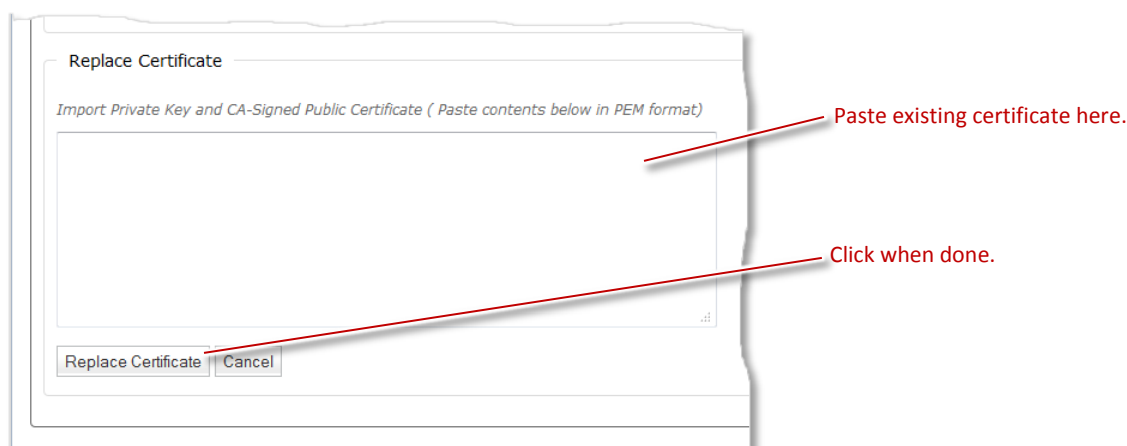 Replace Certificate
Import Private Key and CA-Signed Public Certificate ( Paste contents below in PEM format)
Paste existing certificate here.
Click when done.
Replace Certificate
Cancel